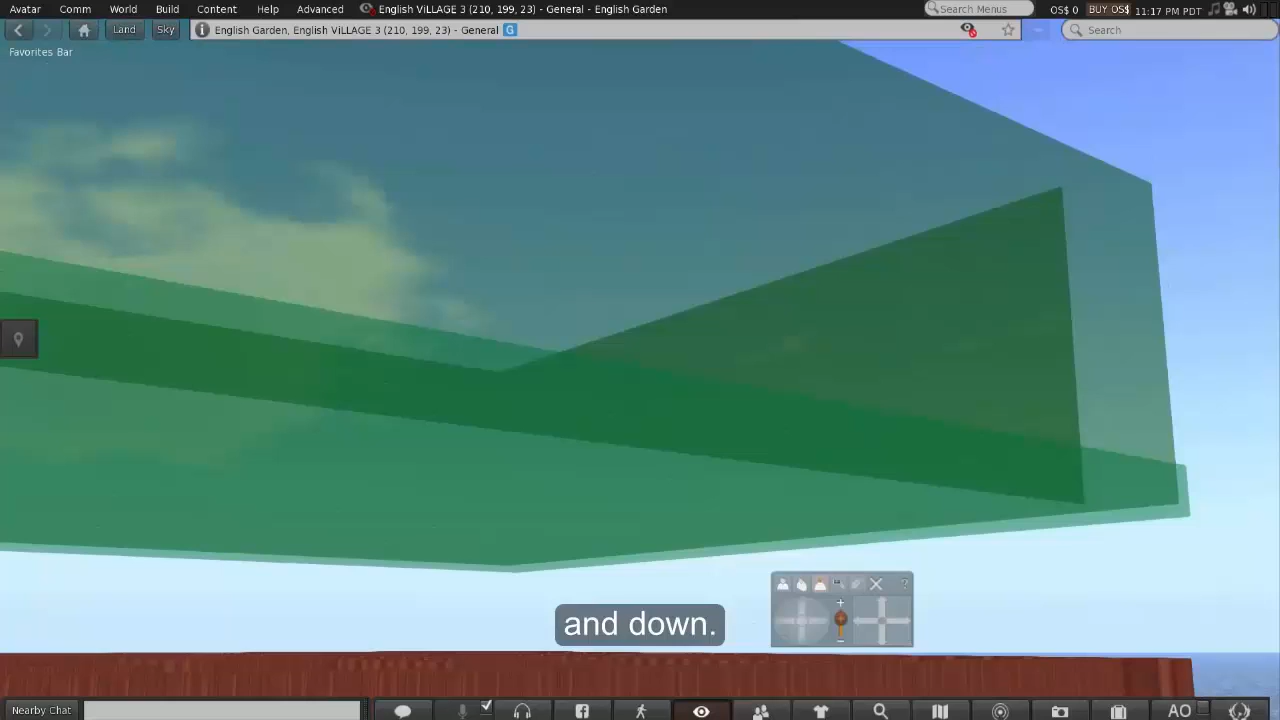 Avatar Comm World Build Content Help Advanced English ViLLAGE 3 (210, 199, 23) - General - English Garden Search Menus OS$ 0 BUY OS$ 11:17 PM PDT
Land Sky English Garden, English ViLLAGE 3 (210, 199, 23) - General G Search
Favorites Bar
?
and down.
Nearby Chat AO